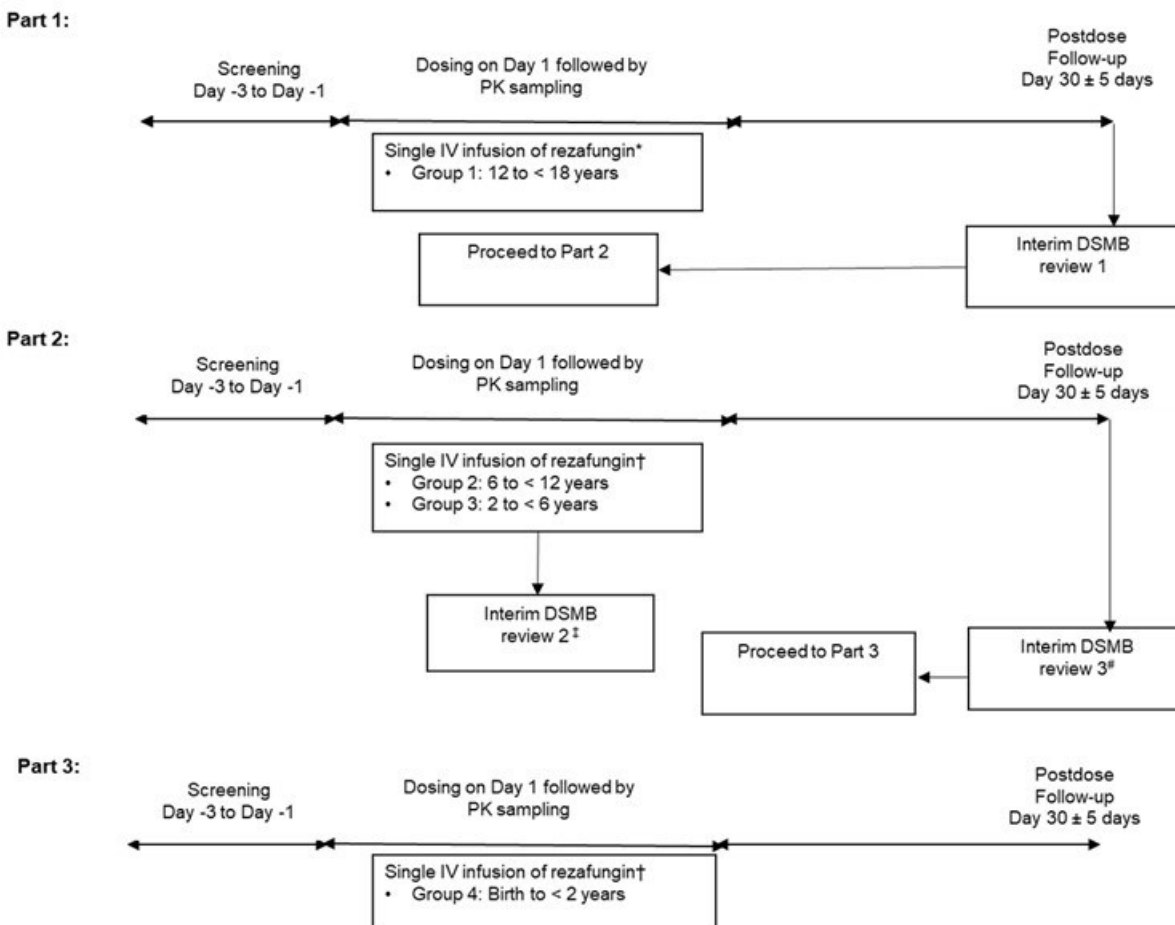 Part 1:
Screening
Day -3 to Day -1
Dosing on Day 1 followed by
PK sampling
Postdose
Follow-up
Day 30 ± 5 days
Single IV infusion of rezafungin*
• Group 1: 12 to < 18 years
Proceed to Part 2
Interim DSMB
review 1
Part 2:
Screening
Day -3 to Day -1
Dosing on Day 1 followed by
PK sampling
Postdose
Follow-up
Day 30 ± 5 days
Single IV infusion of rezafungin†
• Group 2: 6 to < 12 years
• Group 3: 2 to < 6 years
Interim DSMB
review 2‡
Proceed to Part 3
Interim DSMB
review 3#
Part 3:
Screening
Day -3 to Day -1
Dosing on Day 1 followed by
PK sampling
Postdose
Follow-up
Day 30 ± 5 days
Single IV infusion of rezafungin†
• Group 4: Birth to < 2 years